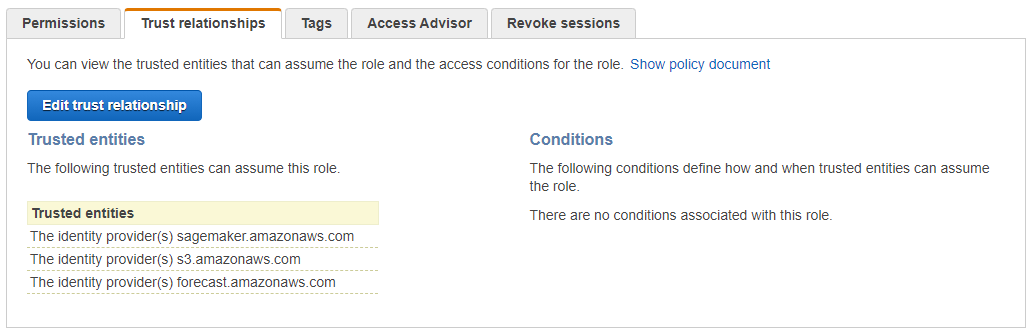 Permissions Trust relationships Tags Access Advisor Revoke sessions
You can view the trusted entities that can assume the role and the access conditions for the role. Show policy document
Edit trust relationship
Trusted entities
The following trusted entities can assume this role.
Trusted entities
The identity provider(s) sagemaker.amazonaws.com
The identity provider(s) s3.amazonaws.com
The identity provider(s) forecast.amazonaws.com
Conditions
The following conditions define how and when trusted entities can assume
the role.
There are no conditions associated with this role.